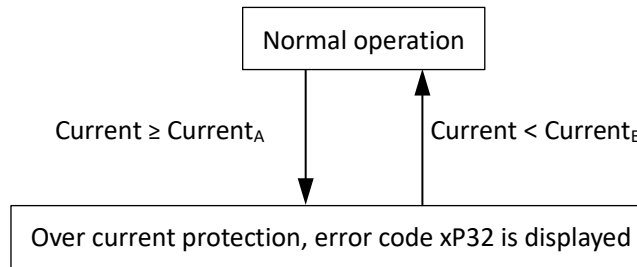 Normal operation
Current ≥ CurrentA
Current < CurrentB
Over current protection, error code xP32 is displayed